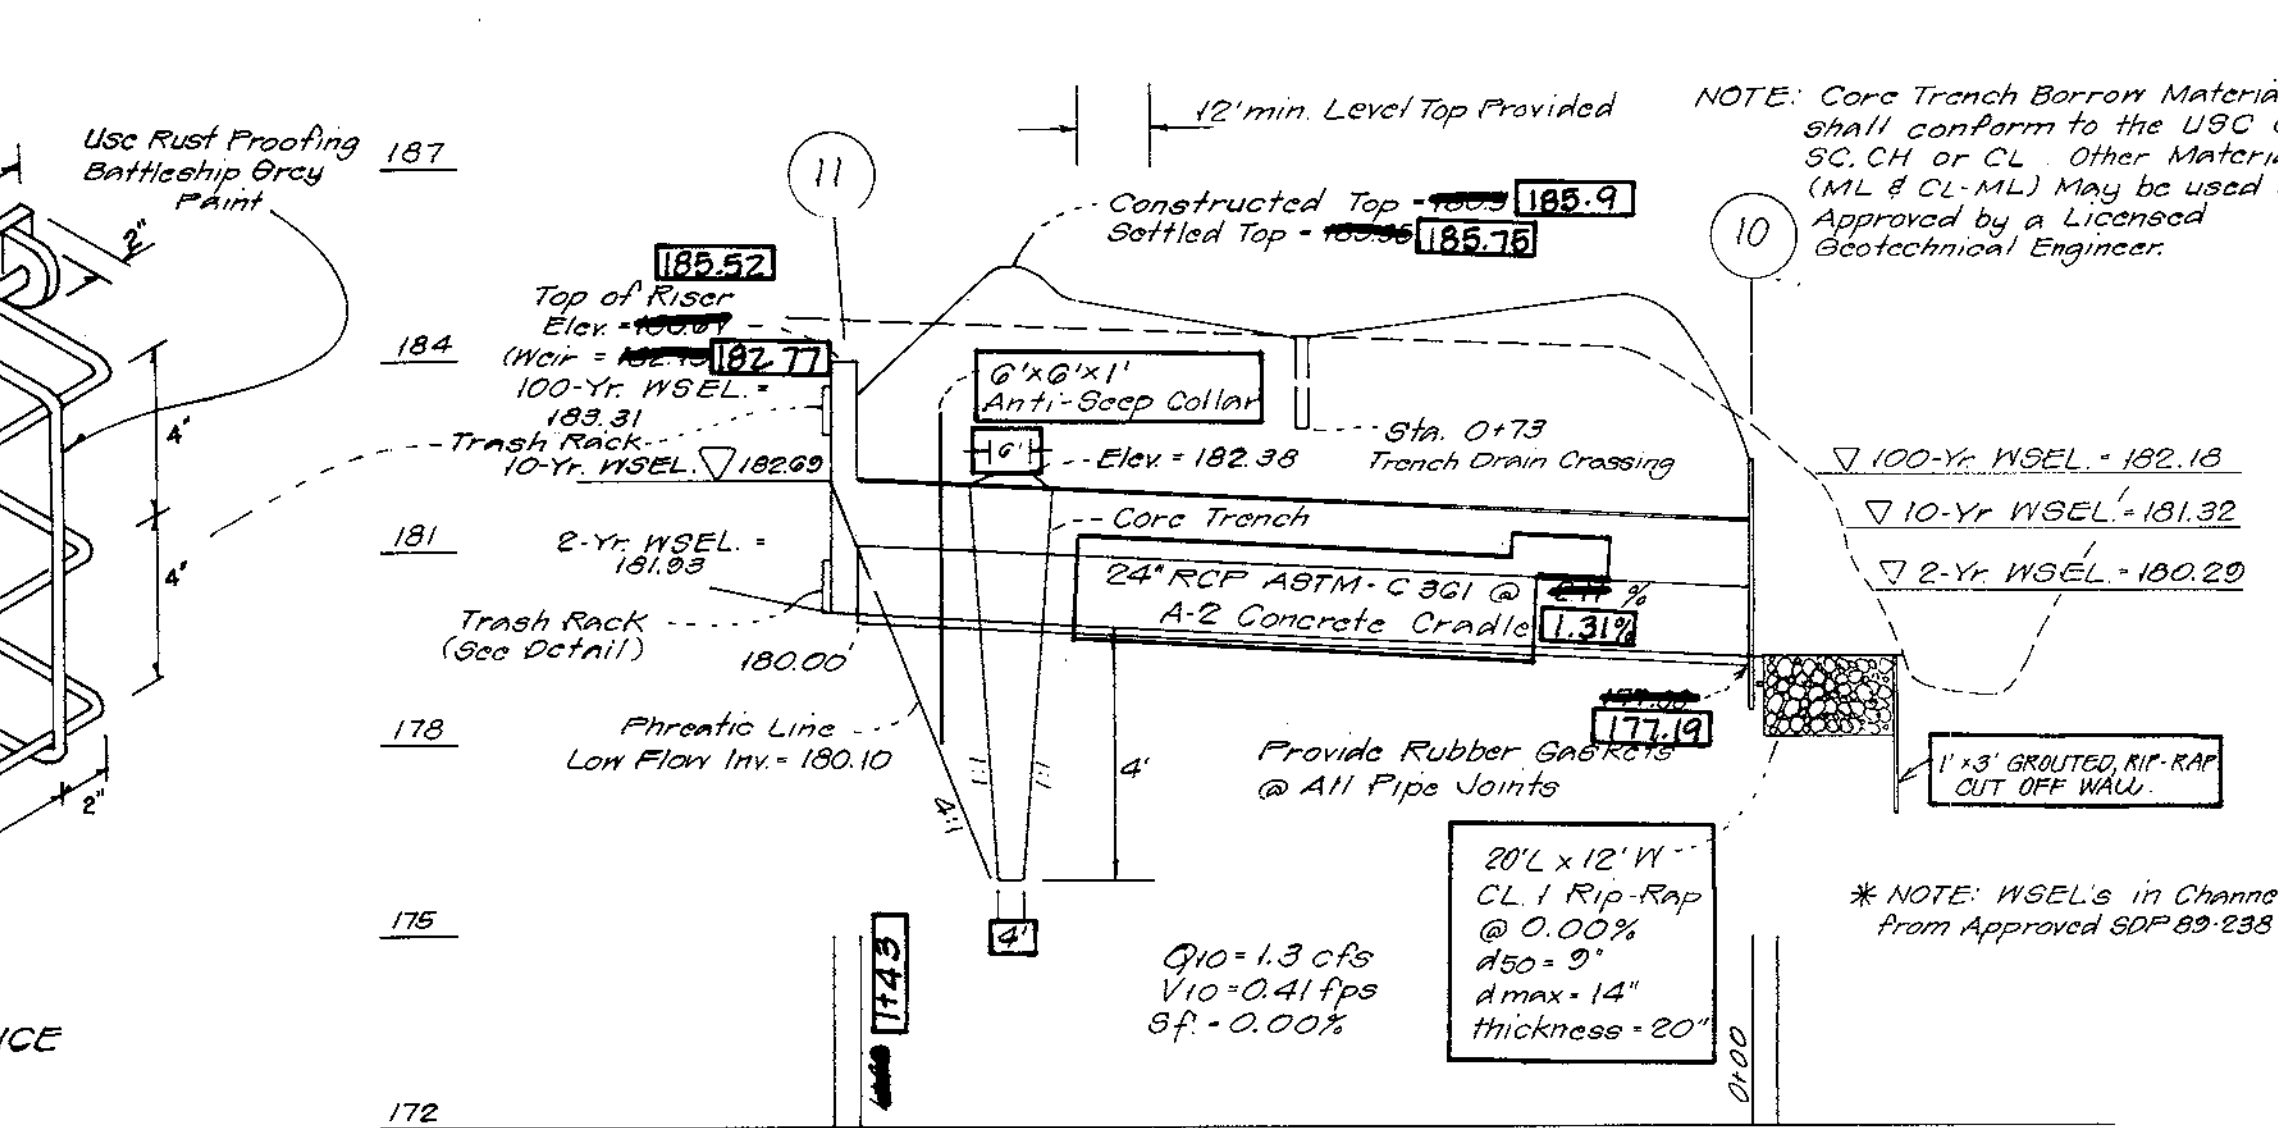 Use Rust Proofing
Battleship Grey
Paint
2"
4"
4"
2"
187
184
181
178
175
172
11
12' min. Level Top Provided
Constructed Top - 185.9
Settled Top - 185.75
NOTE: Core Trench Borrow Materia
shall conform to the USC
SC, CH or CL. Other Materia
(ML & CL-ML) May be used
Approved by a Licensed
Geotechnical Engineer.
10
185.52
Top of Riser
Elev. =
(Weir = 182.77
100-Yr. WSEL. =
183.31
Trash Rack
10-Yr. WSEL. 182.69
2-Yr. WSEL. =
181.93
Trash Rack
(See Detail)
180.00'
Phreatic Line
Low Flow Inv. = 180.10
6'x6'x1'
Anti-Seep Collar
6'
Elev. = 182.38
Sta. 0+73
Trench Drain Crossing
Core Trench
24" RCP ASTM - C 361 @ %
A-2 Concrete Cradle 1.31%
100-Yr. WSEL. = 182.18
10-Yr WSEL. = 181.32
2-Yr. WSEL. = 180.29
177.19
Provide Rubber Gaskets
@ All Pipe Joints
4'
4:1
4'
1' x3' GROUTED, RIP-RAP
CUT OFF WALL.
20'L x 12' W
CL. 1 Rip-Rap
@ 0.00%
d50 = 9"
dmax = 14"
thickness = 20"
* NOTE: WSEL's in Channe
from Approved SDP 89-238
Q10 = 1.3 cfs
V10 = 0.41 fps
Sf. = 0.00%
1+43
0+00
ICE